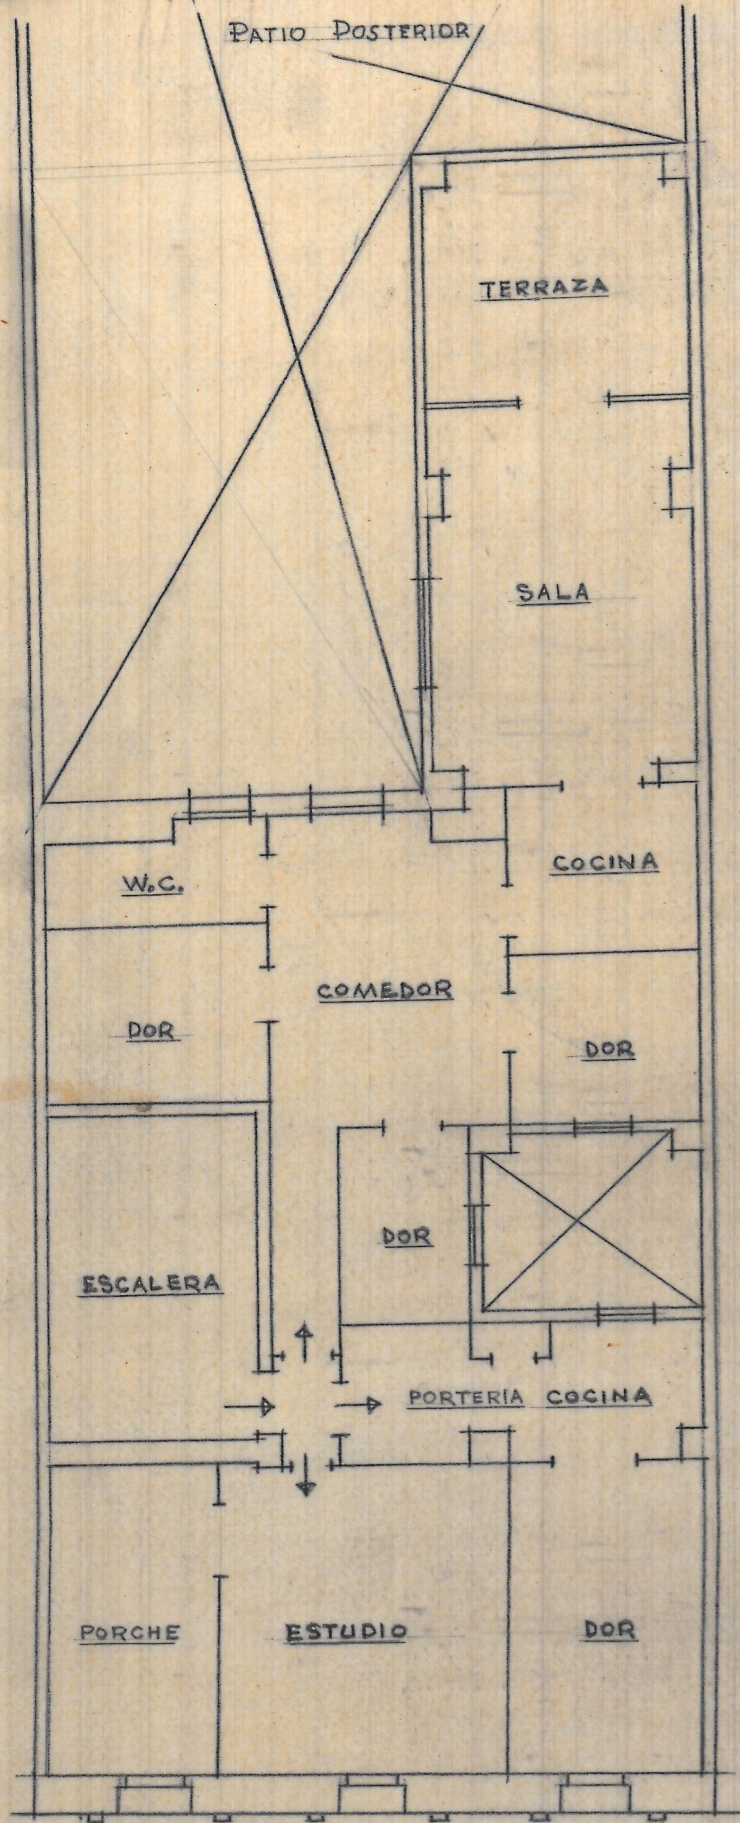 PATIO POSTERIOR
TERRAZA
SALA
COCINA
W.C.
COMEDOR
DOR
DOR
DOR
ESCALERA
PORTERIA COCINA
PORCHE
ESTUDIO
DOR